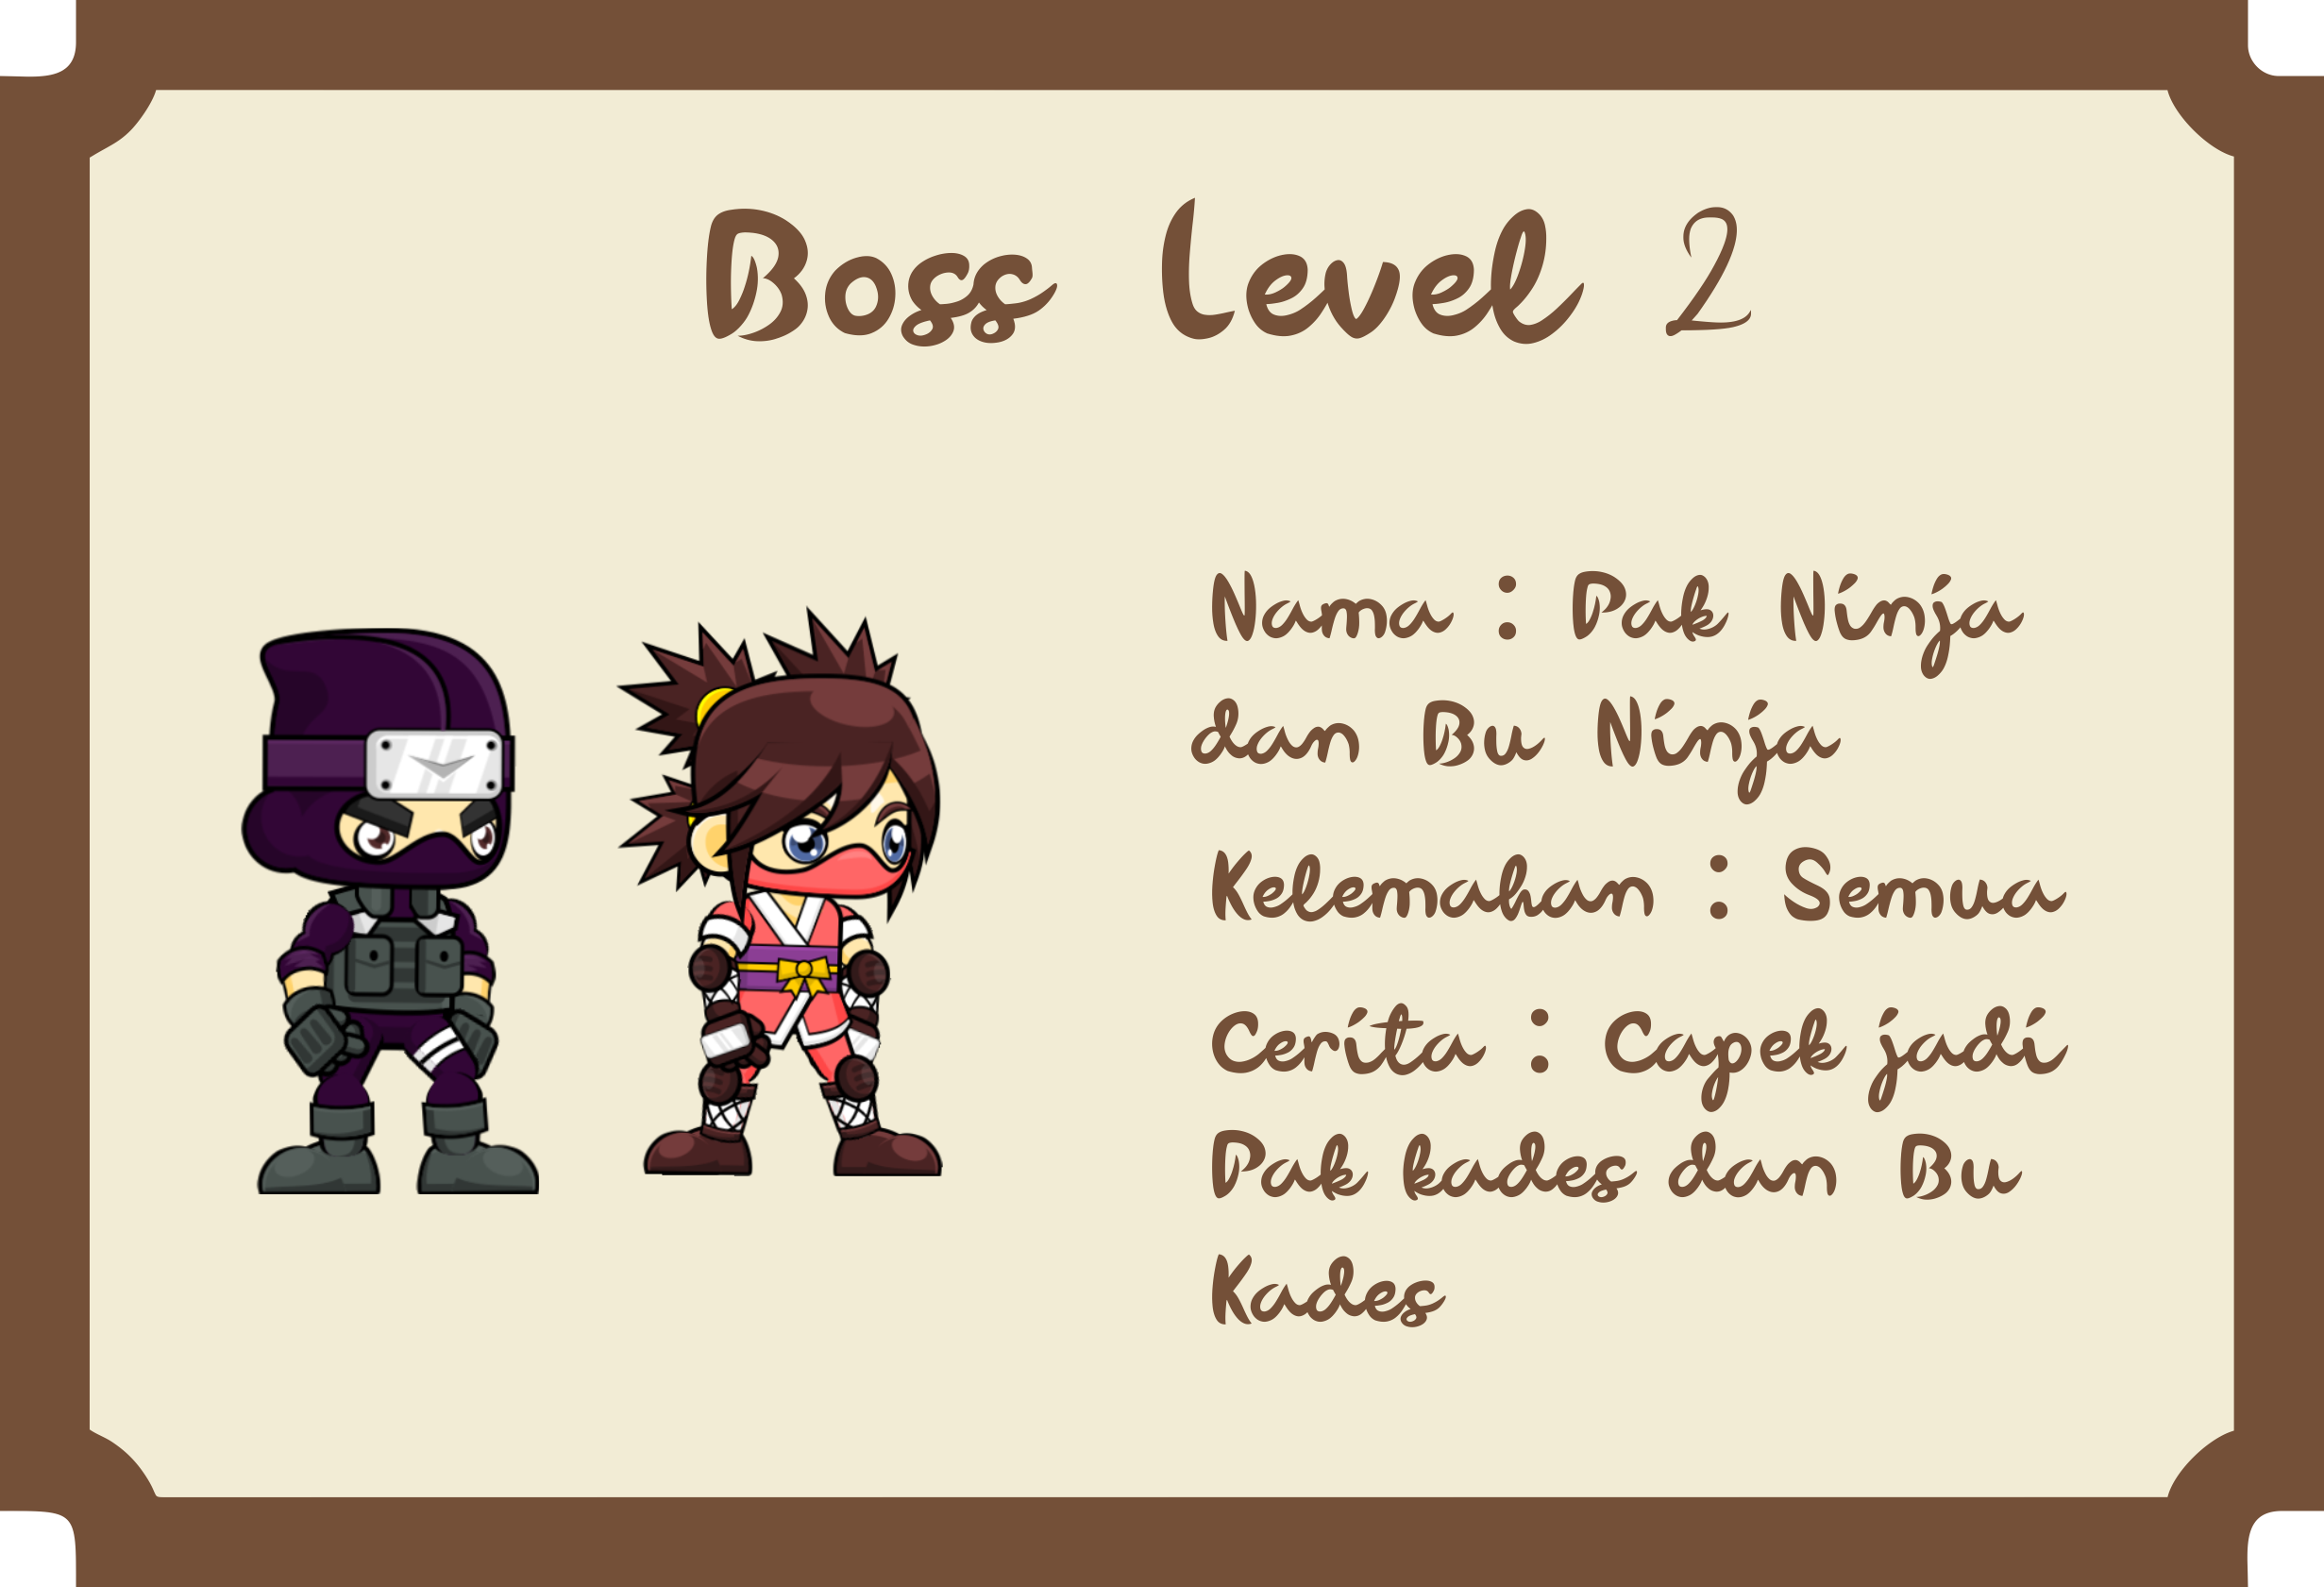 Boss Level 2
Nama : Pak Ninja
dan Bu Ninja
Kelemahan : Semua
Cerita : Capek jadi
Pak kades dan Bu
Kades